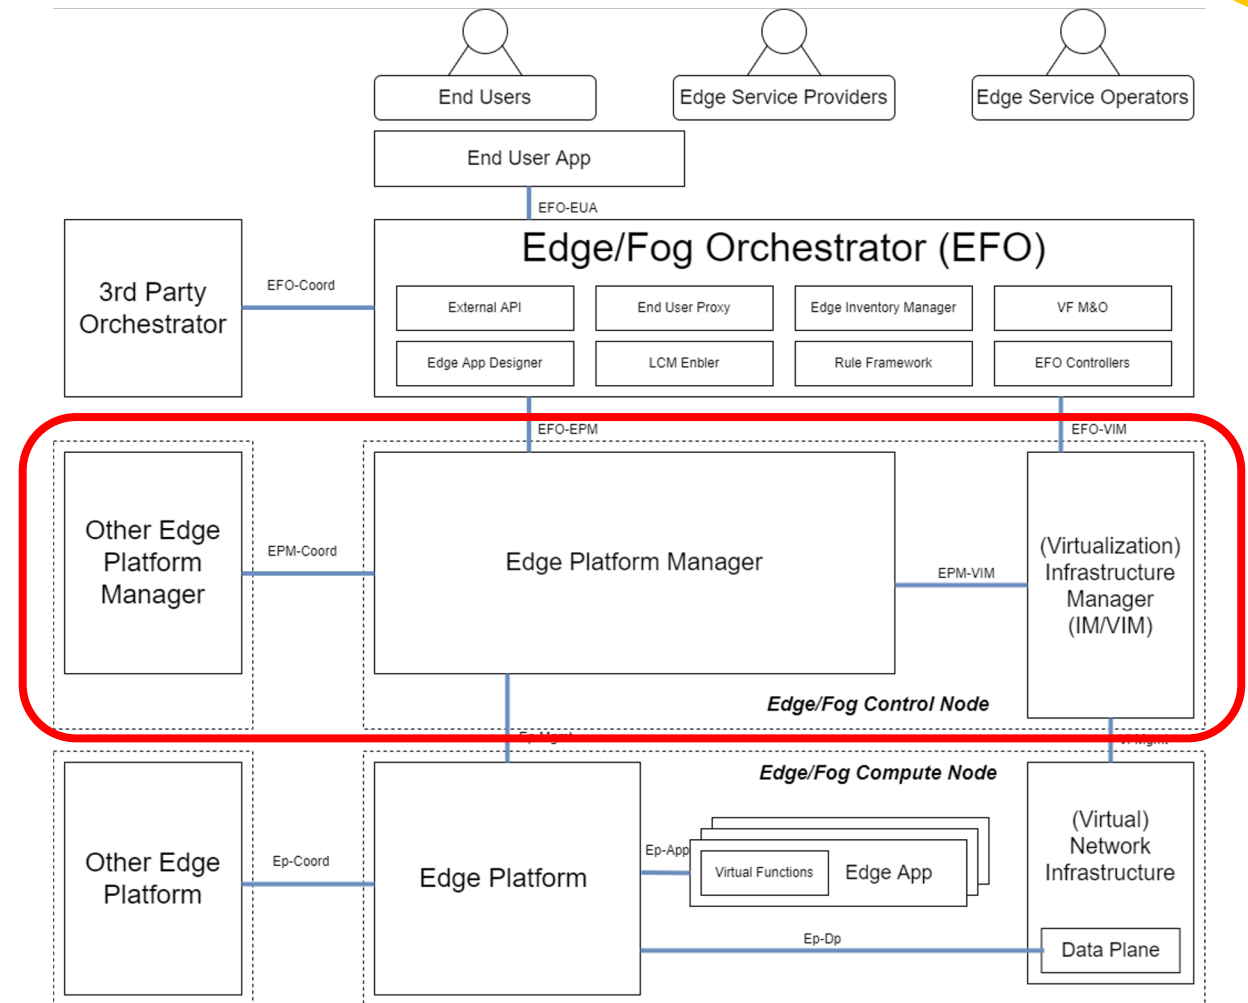 End Users
Edge Service Providers
Edge Service Operators
End User App
EFO-EUA
Edge/Fog Orchestrator (EFO)
3rd Party
Orchestrator
EFO-Coord
External API
End User Proxy
Edge Inventory Manager
VF M&O
Edge App Designer
LCM Enbler
Rule Framework
EFO Controllers
EFO-EPM
EFO-VIM
Other Edge
Platform
Manager
EPM-Coord
Edge Platform Manager
EPM-VIM
(Virtualization)
Infrastructure
Manager
(IM/VIM)
Edge/Fog Control Node
Ep-Mgmt
Edge/Fog Compute Node
Other Edge
Platform
Ep-Coord
Edge Platform
Ep-App
Virtual Functions
Edge App
Ep-Dp
(Virtual)
Network
Infrastructure
Data Plane